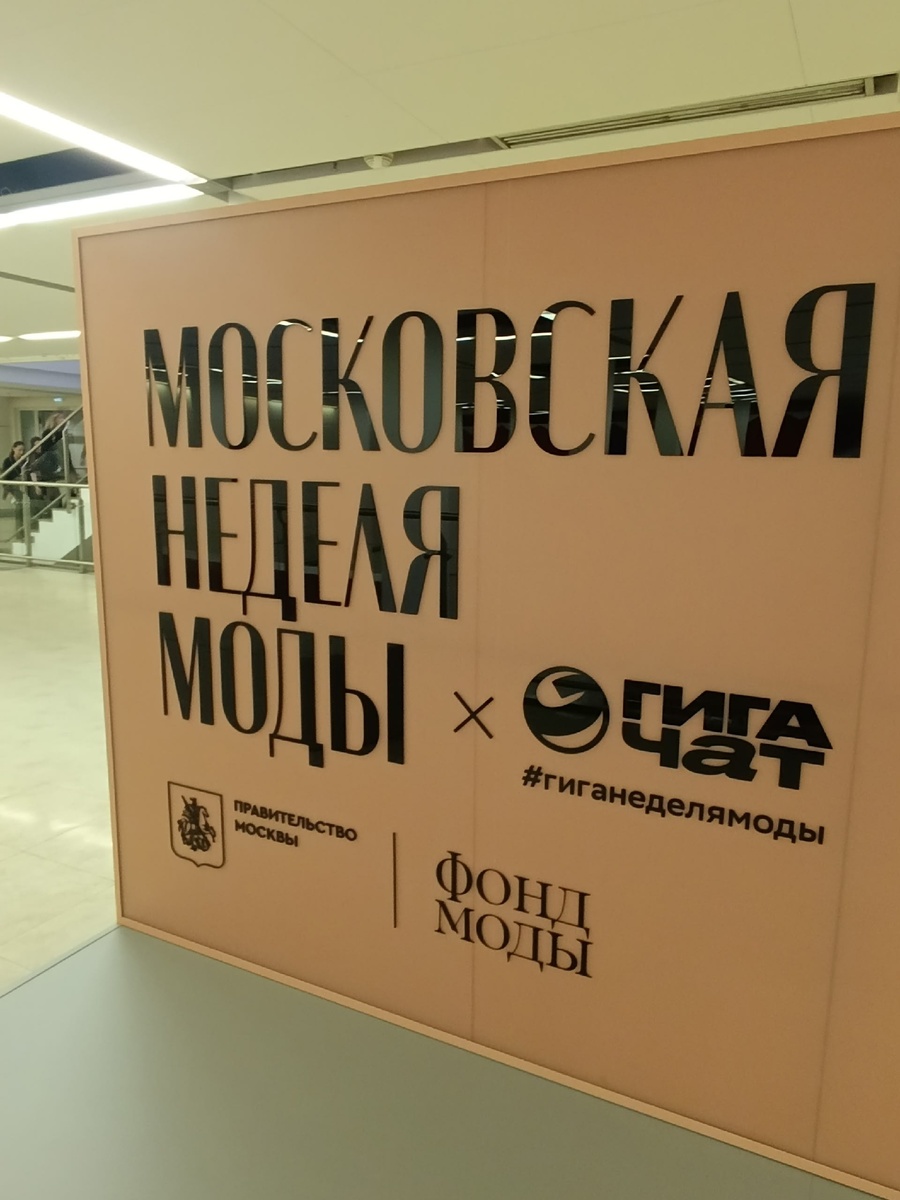 МОСКОВСКАЯ
НЕДЕЛЯ
МОДЫ
×
ГИГА
ЧАТ
#гиганеделямоды
ПРАВИТЕЛЬСТВО
МОСКВЫ
ФОНД
МОДЫ